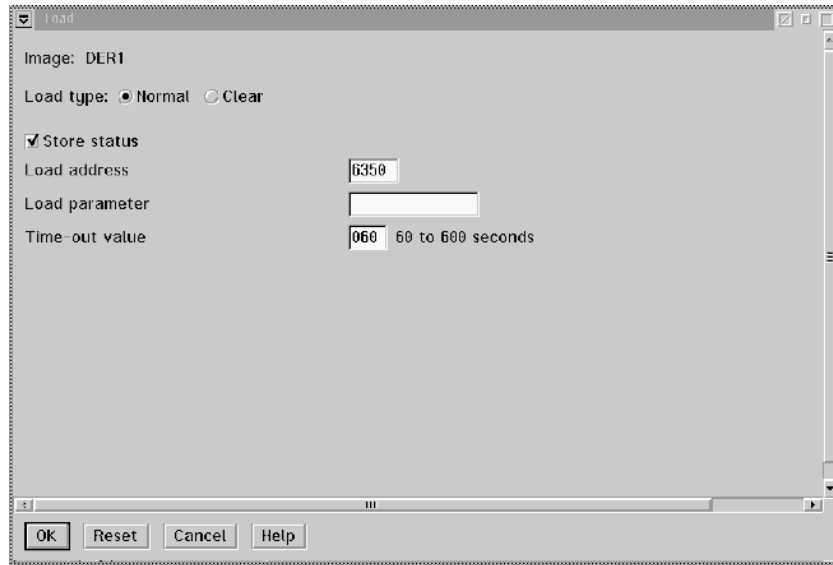 Load
Image: DER1
Load type: Normal Clear
Store status
Load address 6350
Load parameter
Time-out value 060 60 to 600 seconds
OK Reset Cancel Help